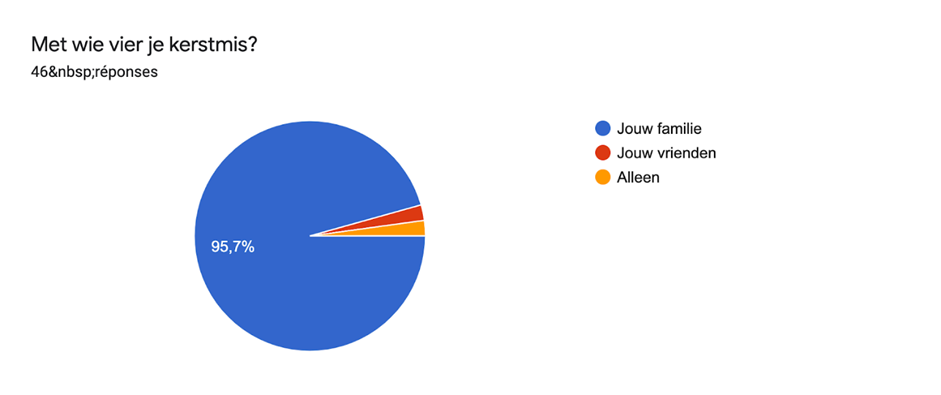 Met wie vier je kerstmis?
46&nbsp;réponses
Jouw familie
Jouw vrienden
Alleen
95,7%